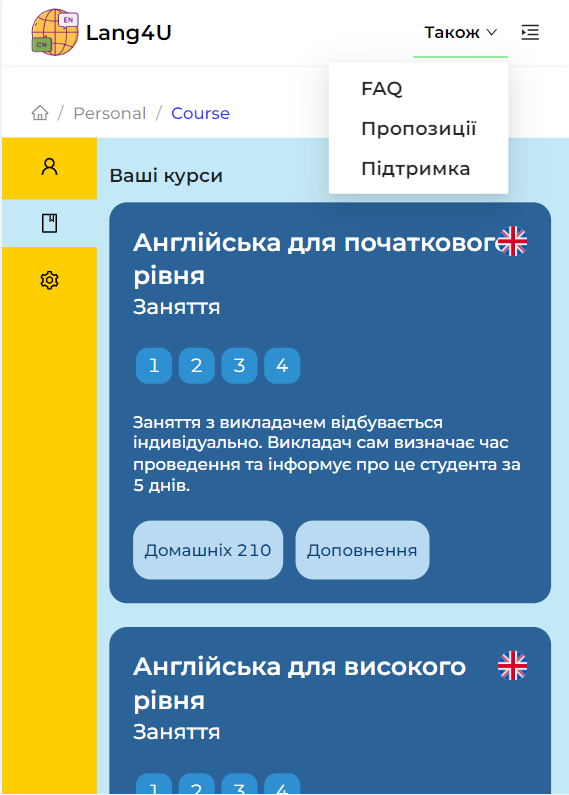 EN
CN
Lang4U
Також
FAQ
Пропозиції
Підтримка
/ Personal / Course
Ваші курси
Англійська для початкового
рівня
Заняття
1 2 3 4
Заняття з викладачем відбувається
індивідуально. Викладач сам визначає час
проведення та інформує про це студента за
5 днів.
Домашніх 210
Доповнення
Англійська для високого
рівня
Заняття
1 2 3 4